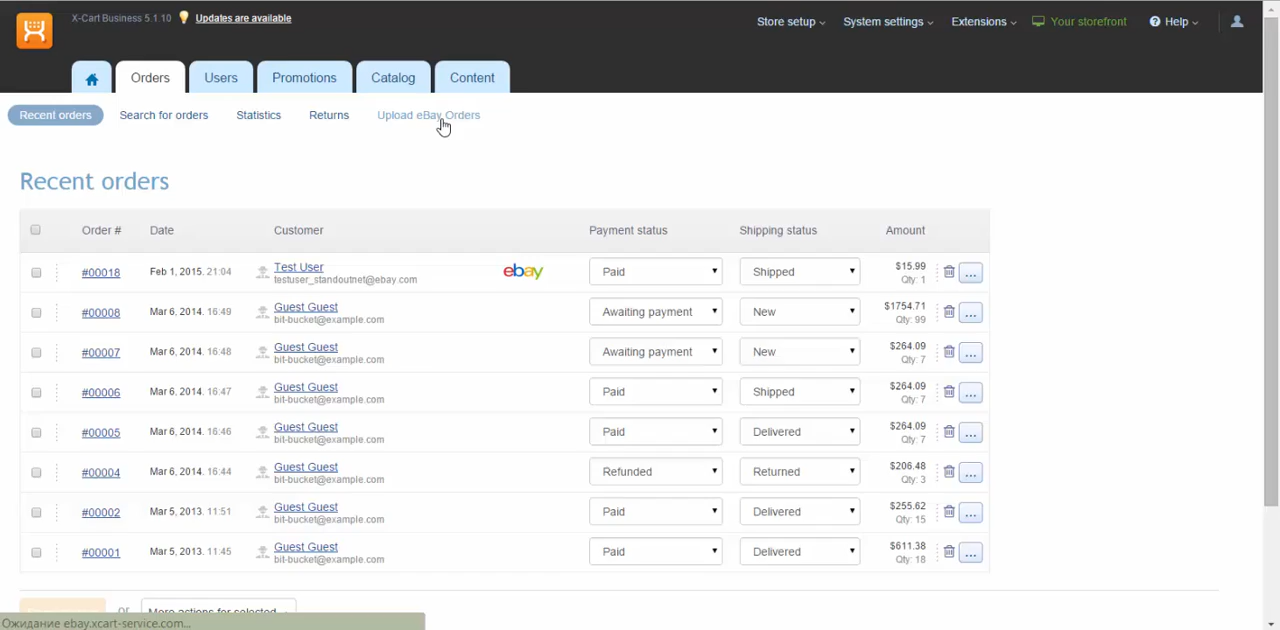 X-Cart Business 5.1.10 Updates are available
Store setup System settings Extensions Your storefront Help
Orders Users Promotions Catalog Content
Recent orders Search for orders Statistics Returns Upload eBay Orders
Recent orders
Order # Date Customer Payment status Shipping status Amount
#00018 Feb 1, 2015, 21:04 Test User ebay Paid Shipped $15.99
testuser_standoutnet@ebay.com Qty: 1
#00008 Mar 6, 2014. 16:49 Guest Guest Awaiting payment New $1754.71
bit-bucket@example.com Qty: 99
#00007 Mar 6, 2014. 16:48 Guest Guest Awaiting payment New $264.09
bit-bucket@example.com Qty: 7
#00006 Mar 6, 2014. 16:47 Guest Guest Paid Shipped $264.09
bit-bucket@example.com Qty: 7
#00005 Mar 6, 2014. 16:46 Guest Guest Paid Delivered $264.09
bit-bucket@example.com Qty: 7
#00004 Mar 6, 2014. 16:44 Guest Guest Refunded Returned $206.48
bit-bucket@example.com Qty: 3
#00002 Mar 5, 2013. 11:51 Guest Guest Paid Delivered $255.62
bit-bucket@example.com Qty: 15
#00001 Mar 5, 2013. 11:45 Guest Guest Paid Delivered $611.38
bit-bucket@example.com Qty: 18
or More actions for selected
Ожидание ebay.xcart-service.com...